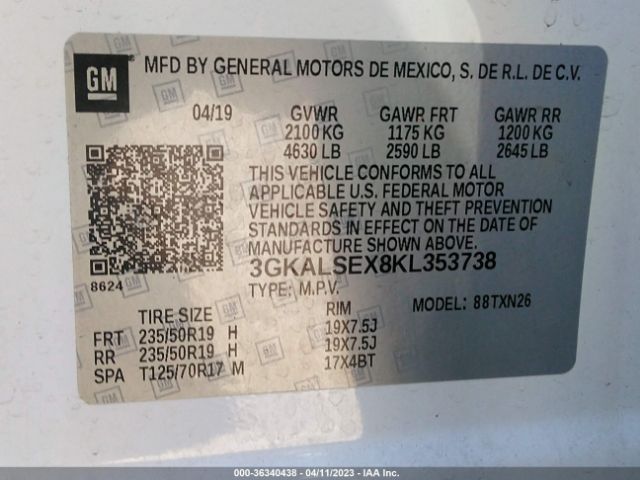 GM MFD BY GENERAL MOTORS DE MEXICO, S. DE R.L. DE C.V.
04/19 GVWR GAWR FRT GAWR RR
2100 KG 1175 KG 1200 KG
4630 LB 2590 LB 2645 LB
THIS VEHICLE CONFORMS TO ALL
APPLICABLE U.S. FEDERAL MOTOR
VEHICLE SAFETY AND THEFT PREVENTION
STANDARDS IN EFFECT ON THE DATE OF
MANUFACTURE SHOWN ABOVE.
8624 3GKALSEX8KL353738
TYPE: M.P.V. MODEL: 88TXN26
TIRE SIZE RIM
FRT 235/50R19 H 19X7.5J
RR 235/50R19 H 19X7.5J
SPA T125/70R17 M 17X4BT
000-36340438 - 04/11/2023 - IAA Inc.